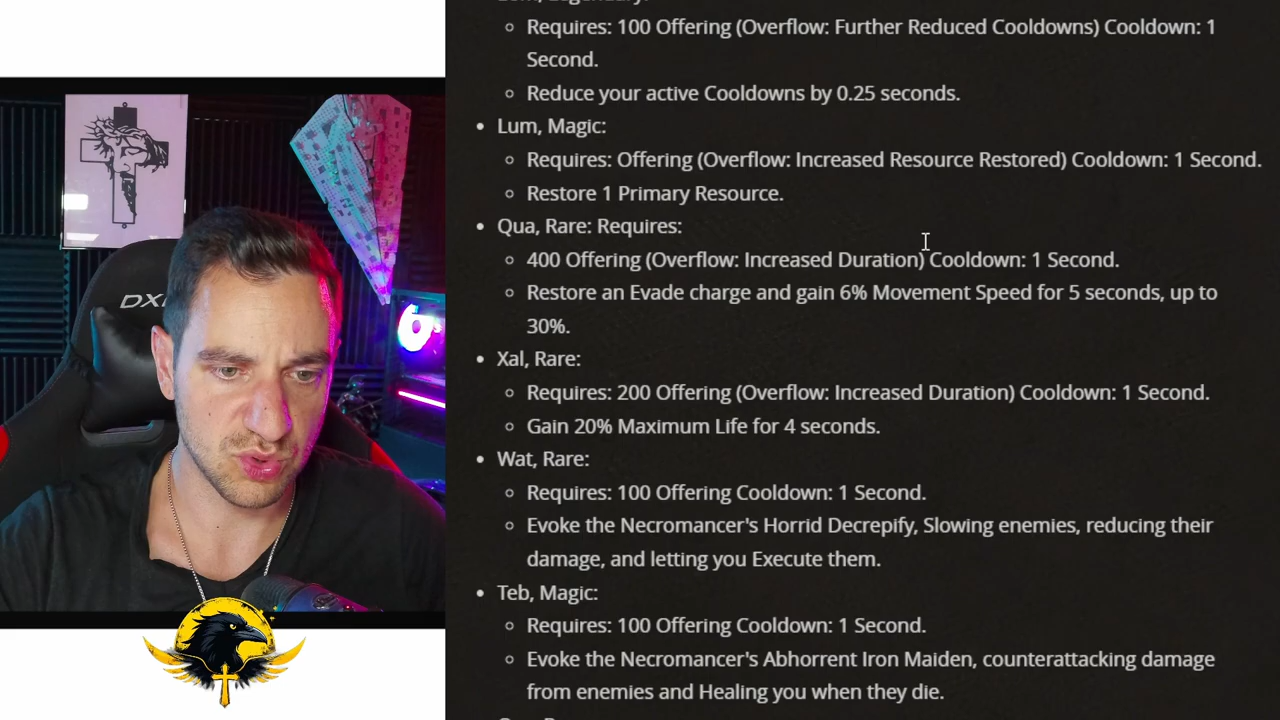 Requires: 100 Offering (Overflow: Further Reduced Cooldowns) Cooldown: 1
Second.
Reduce your active Cooldowns by 0.25 seconds.
Lum, Magic:
Requires: Offering (Overflow: Increased Resource Restored) Cooldown: 1 Second.
Restore 1 Primary Resource.
Qua, Rare: Requires:
400 Offering (Overflow: Increased Duration) Cooldown: 1 Second.
Restore an Evade charge and gain 6% Movement Speed for 5 seconds, up to
30%.
Xal, Rare:
Requires: 200 Offering (Overflow: Increased Duration) Cooldown: 1 Second.
Gain 20% Maximum Life for 4 seconds.
Wat, Rare:
Requires: 100 Offering Cooldown: 1 Second.
Evoke the Necromancer's Horrid Decrepify, Slowing enemies, reducing their
damage, and letting you Execute them.
Teb, Magic:
Requires: 100 Offering Cooldown: 1 Second.
Evoke the Necromancer's Abhorrent Iron Maiden, counterattacking damage
from enemies and Healing you when they die.